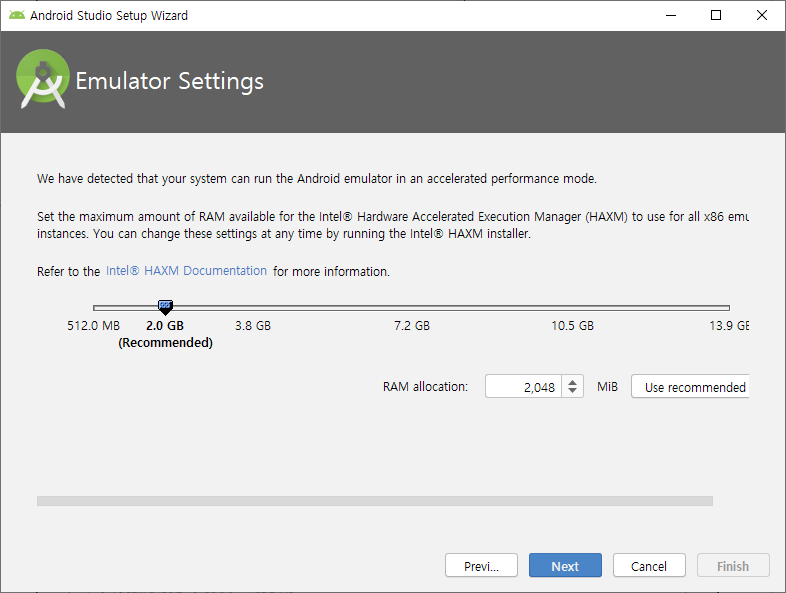 Android Studio Setup Wizard
Emulator Settings
We have detected that your system can run the Android emulator in an accelerated performance mode.
Set the maximum amount of RAM available for the Intel® Hardware Accelerated Execution Manager (HAXM) to use for all x86 emu
instances. You can change these settings at any time by running the Intel® HAXM installer.
Refer to the Intel® HAXM Documentation for more information.
512.0 MB 2.0 GB 3.8 GB 7.2 GB 10.5 GB 13.9 GB
(Recommended)
RAM allocation: 2,048 MiB Use recommended
Previ... Next Cancel Finish